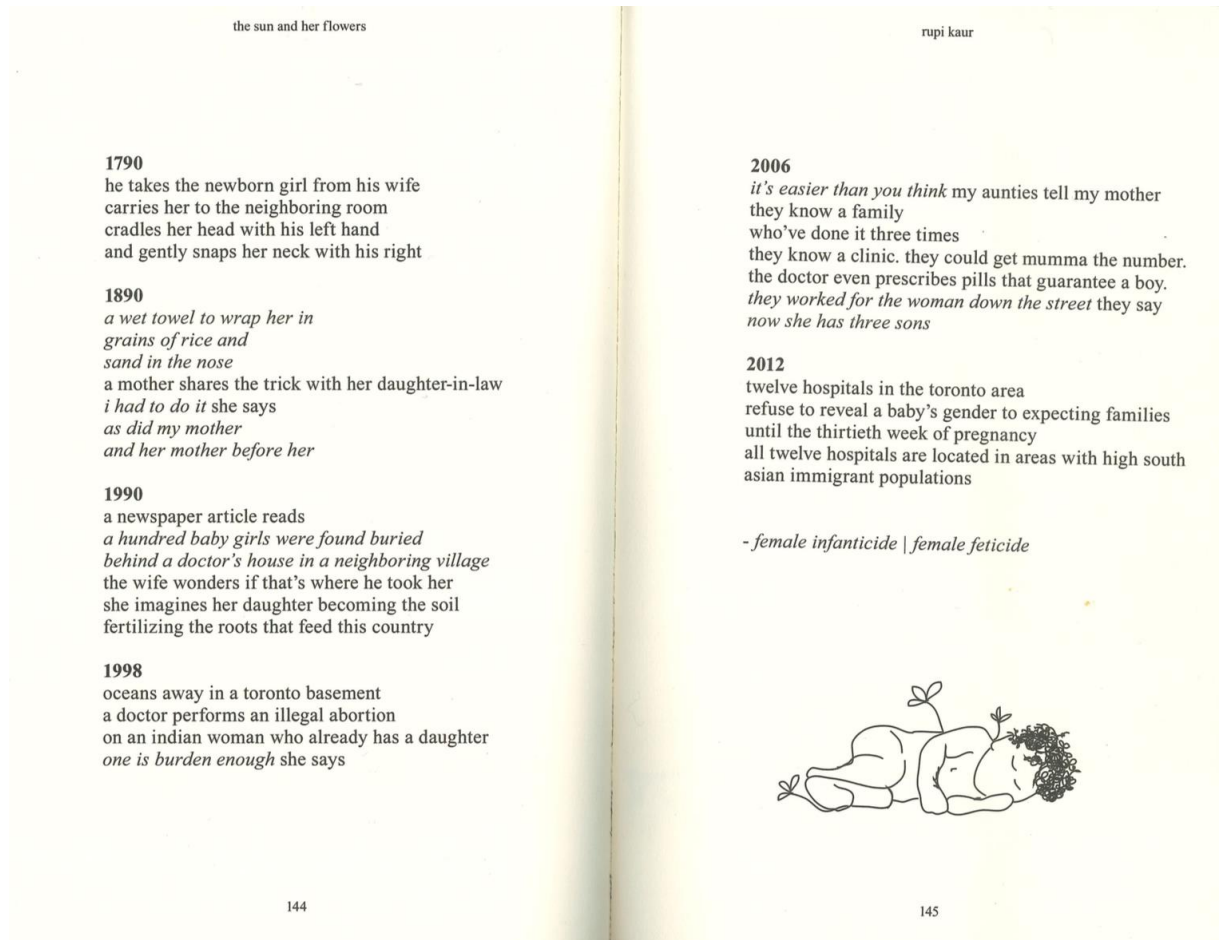 the sun and her flowers
1790
he takes the newborn girl from his wife
carries her to the neighboring room
cradles her head with his left hand
and gently snaps her neck with his right
1890
a wet towel to wrap her in
grains of rice and
sand in the nose
a mother shares the trick with her daughter-in-law
i had to do it she says
as did my mother
and her mother before her
1990
a newspaper article reads
a hundred baby girls were found buried
behind a doctor's house in a neighboring village
the wife wonders if that's where he took her
she imagines her daughter becoming the soil
fertilizing the roots that feed this country
1998
oceans away in a toronto basement
a doctor performs an illegal abortion
on an indian woman who already has a daughter
one is burden enough she says
144
rupi kaur
2006
it's easier than you think my aunties tell my mother
they know a family
who've done it three times
they know a clinic. they could get mumma the number.
the doctor even prescribes pills that guarantee a boy.
they worked for the woman down the street they say
now she has three sons
2012
twelve hospitals in the toronto area
refuse to reveal a baby's gender to expecting families
until the thirtieth week of pregnancy
all twelve hospitals are located in areas with high south
asian immigrant populations
- female infanticide | female feticide
145